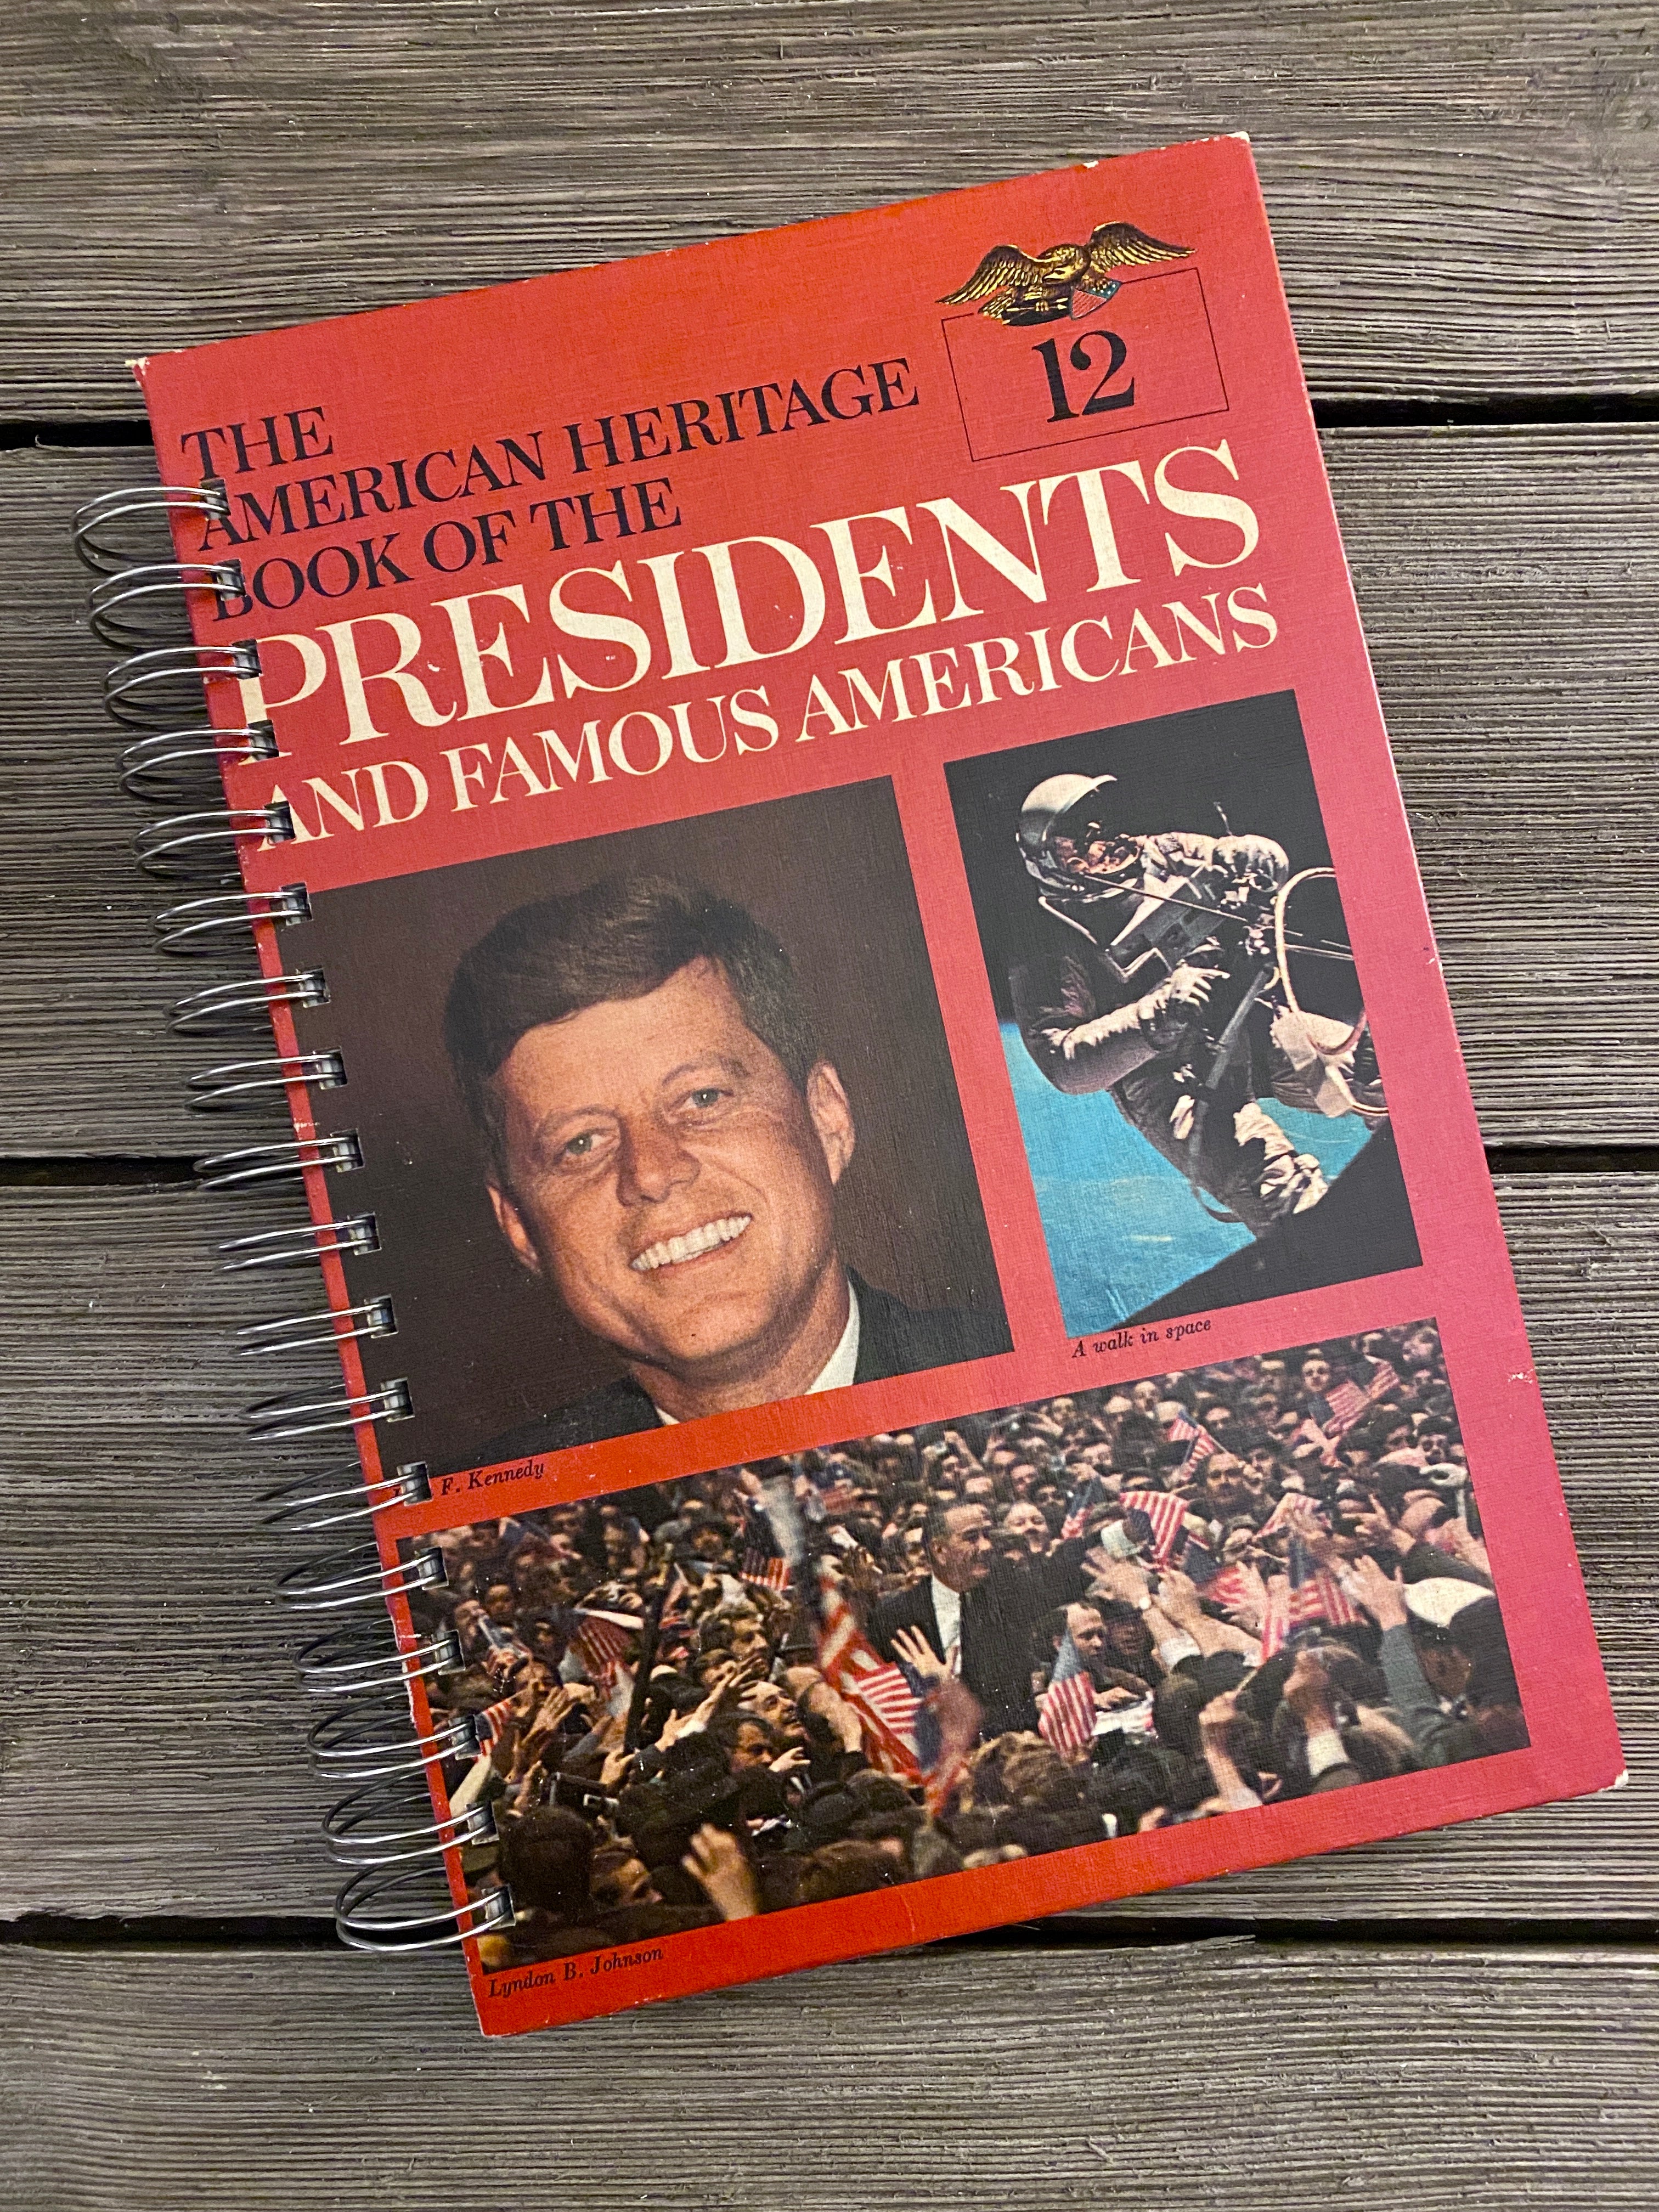 THE
AMERICAN HERITAGE
BOOK OF THE
PRESIDENTS
AND FAMOUS AMERICANS
12
A walk in space
F. Kennedy
Lyndon B. Johnson